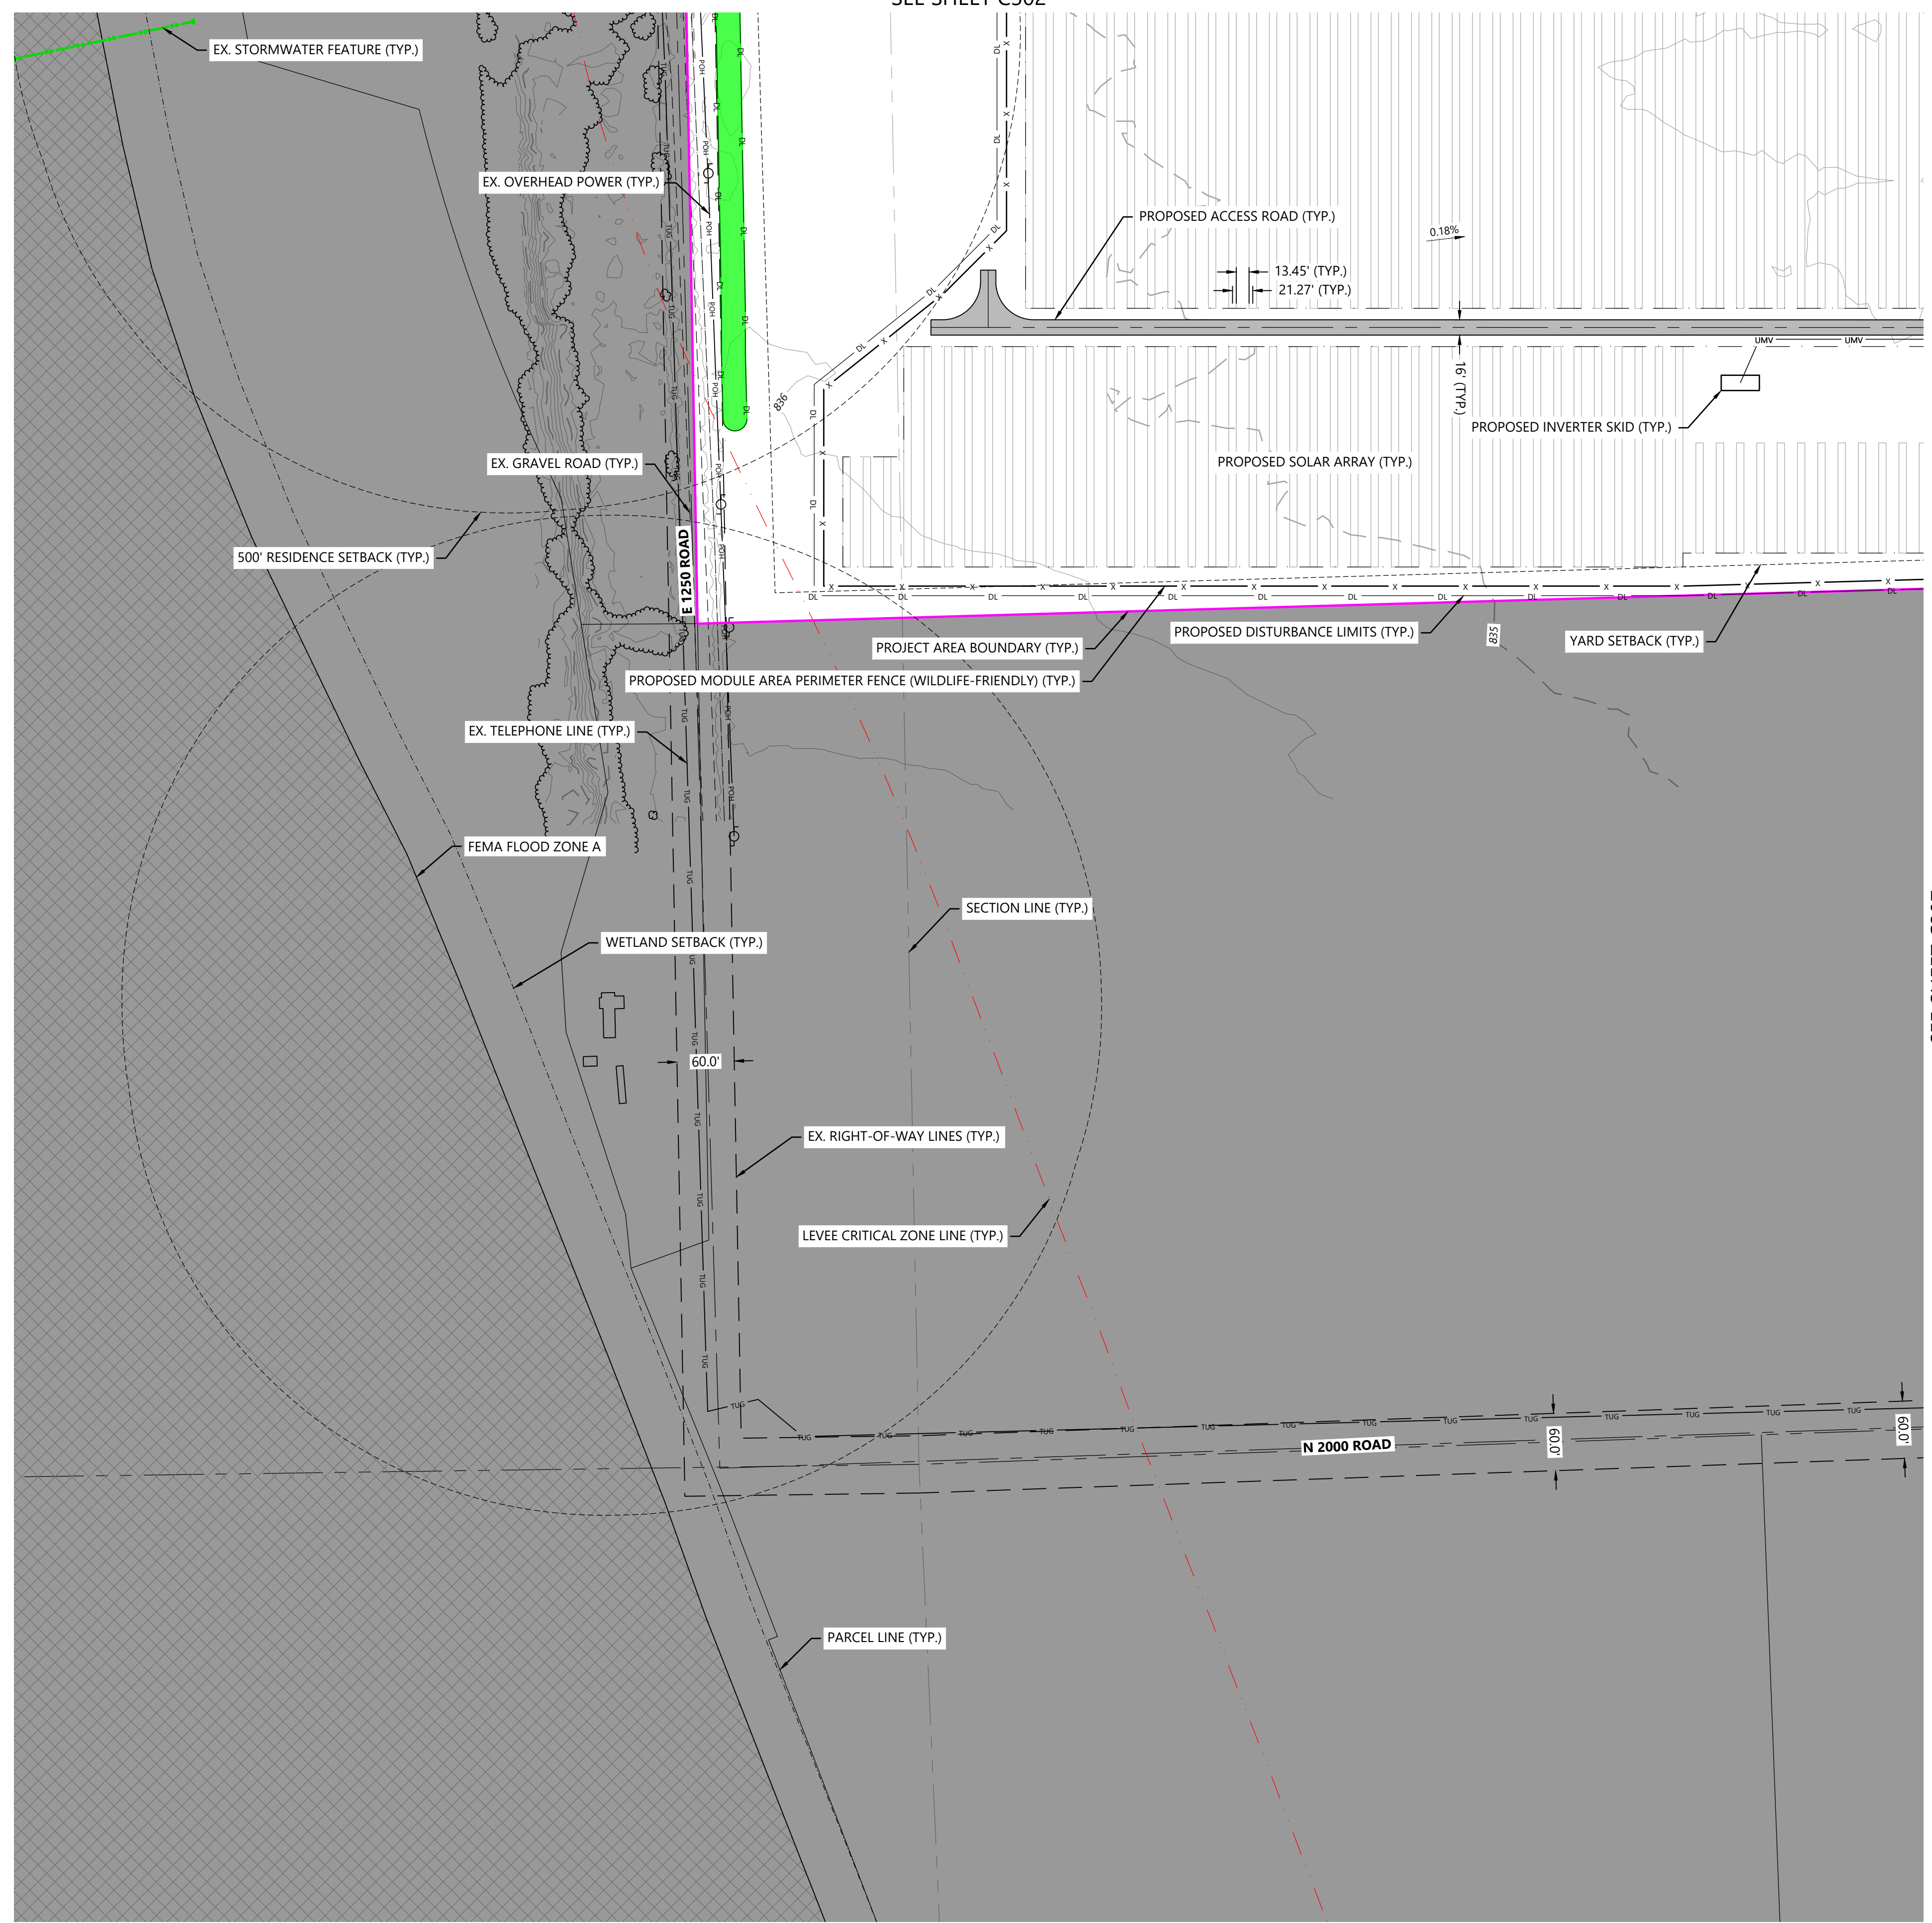 EX. STORMWATER FEATURE (TYP.)
EX. OVERHEAD POWER (TYP.)
PROPOSED ACCESS ROAD (TYP.)
0.18%
13.45' (TYP.)
21.27' (TYP.)
UMV
UMV
16' (TYP.)
836
PROPOSED INVERTER SKID (TYP.)
EX. GRAVEL ROAD (TYP.)
PROPOSED SOLAR ARRAY (TYP.)
500' RESIDENCE SETBACK (TYP.)
E 1250 ROAD
PROJECT AREA BOUNDARY (TYP.)
PROPOSED DISTURBANCE LIMITS (TYP.)
835
YARD SETBACK (TYP.)
PROPOSED MODULE AREA PERIMETER FENCE (WILDLIFE-FRIENDLY) (TYP.)
EX. TELEPHONE LINE (TYP.)
FEMA FLOOD ZONE A
SECTION LINE (TYP.)
WETLAND SETBACK (TYP.)
60.0'
EX. RIGHT-OF-WAY LINES (TYP.)
LEVEE CRITICAL ZONE LINE (TYP.)
TUG
N 2000 ROAD
60.0'
60.0'
PARCEL LINE (TYP.)